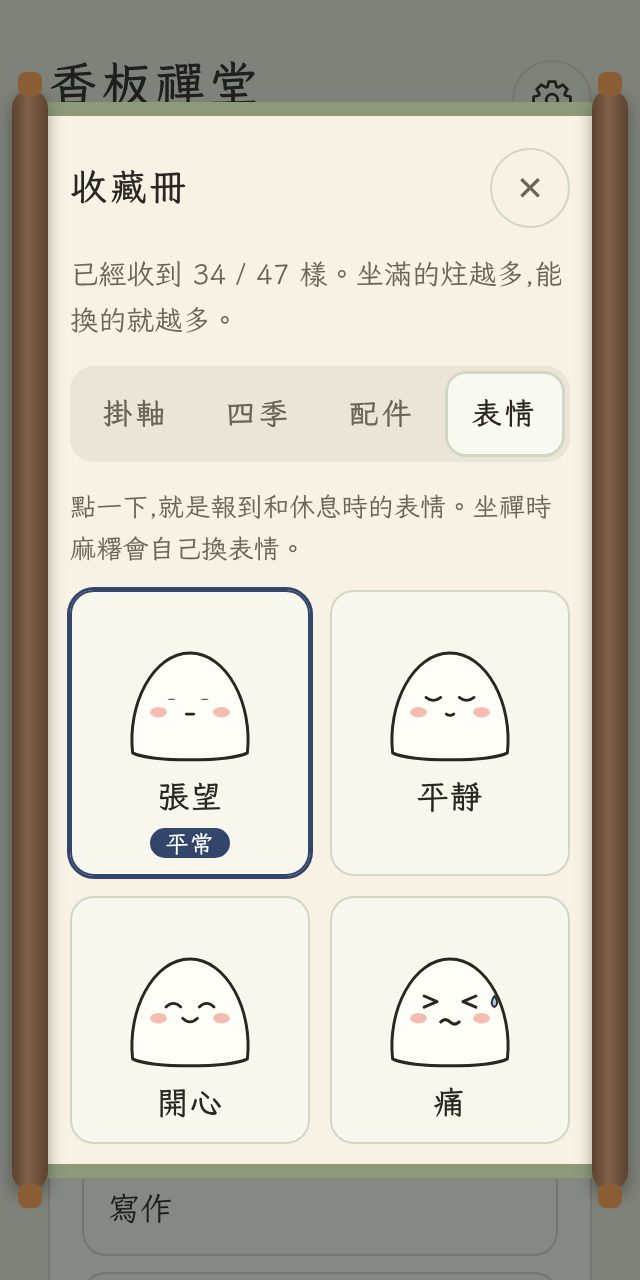 香板禪堂
收藏冊
已經收到 34 / 47 樣。坐滿的炷越多,能
換的就越多。
掛軸 四季 配件 表情
點一下,就是報到和休息時的表情。坐禪時
麻糬會自己換表情。
張望 平靜
平常
開心 痛
寫作